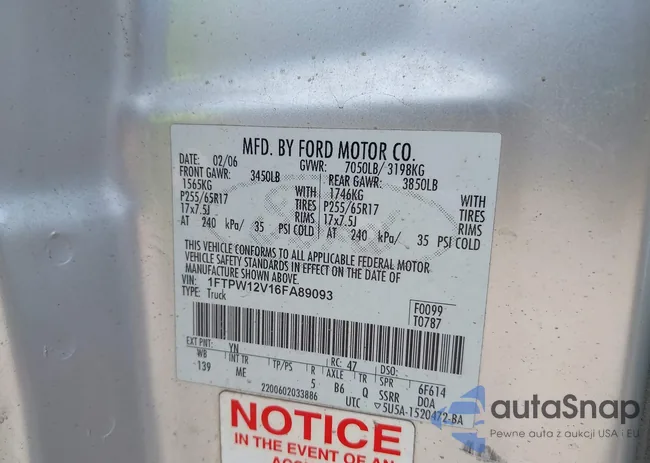 MFD. BY FORD MOTOR CO.
DATE: 02/06 GVWR: 7050LB/ 3198KG
FRONT GAWR: 3450LB REAR GAWR: 3850LB
1565KG WITH 1746KG WITH
P255/65R17 TIRES P255/65R17 TIRES
17x7.5J RIMS 17x7.5J RIMS
AT 240 kPa/ 35 PSI COLD AT 240 kPa/ 35 PSI COLD
THIS VEHICLE CONFORMS TO ALL APPLICABLE FEDERAL MOTOR
VEHICLE SAFETY STANDARDS IN EFFECT ON THE DATE OF
MANUFACTURE SHOWN ABOVE.
VIN: 1FTPW12V16FA89093
TYPE: Truck
F0099
T0787
EXT PNT: YN RC: 47 DSO:
WB INT TR TP/PS R AXLE TR SPR 6F614
139 ME 5 B6 Q SSRR DOA
2200602033886 UTC 5U5A-1520472-BA
NOTICE
IN THE EVENT OF AN
autaSnap
Pewne auta z aukcji USA i EU